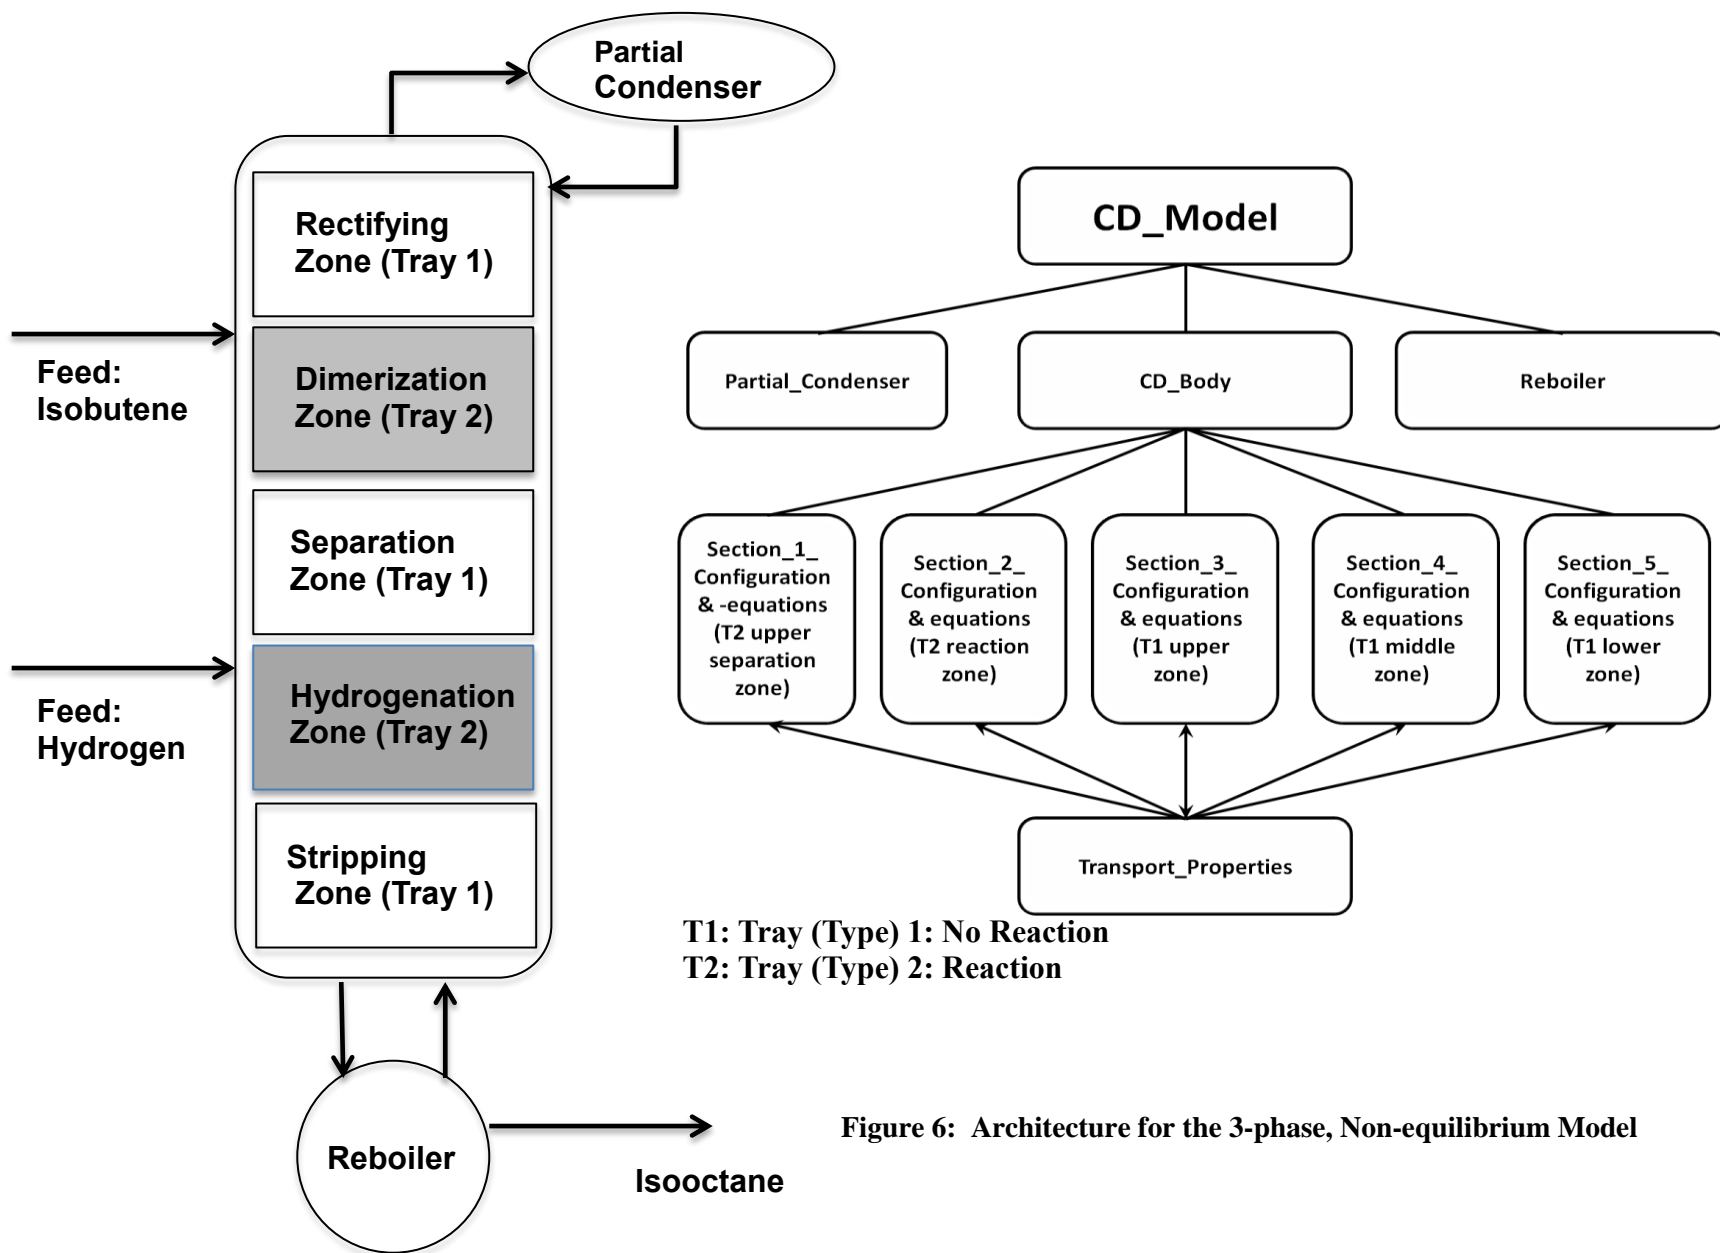 Partial
Condenser
Rectifying
Zone (Tray 1)
Feed:
Isobutene
Dimerization
Zone (Tray 2)
Separation
Zone (Tray 1)
Feed:
Hydrogen
Hydrogenation
Zone (Tray 2)
Stripping
Zone (Tray 1)
Reboiler
Isooctane
CD_Model
Partial_Condenser
CD_Body
Reboiler
Section_1_
Configuration
& -equations
(T2 upper
separation
zone)
Section_2_
Configuration
& equations
(T2 reaction
zone)
Section_3_
Configuration
& equations
(T1 upper
zone)
Section_4_
Configuration
& equations
(T1 middle
zone)
Section_5_
Configuration
& equations
(T1 lower
zone)
Transport_Properties
T1: Tray (Type) 1: No Reaction
T2: Tray (Type) 2: Reaction
Figure 6:  Architecture for the 3-phase, Non-equilibrium Model